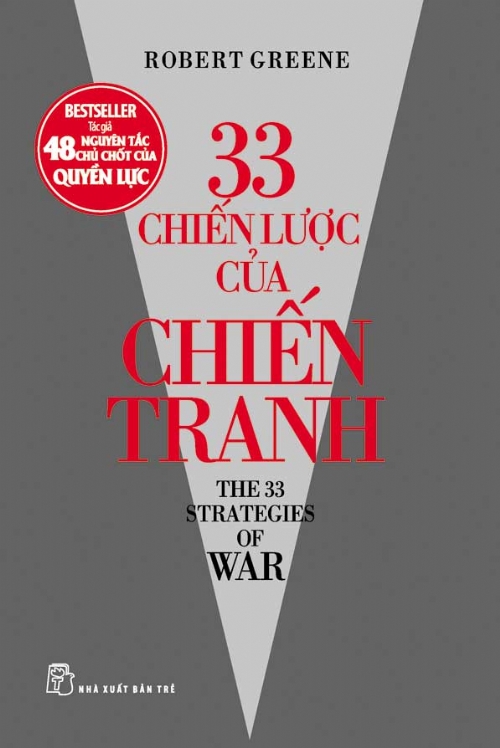 ROBERT GREENE
BESTSELLER
Tác giả
48 NGUYÊN TẮC
CHỦ CHỐT CỦA
QUYỀN LỰC
33
CHIẾN LƯỢC
CỦA
CHIẾN
TRANH
THE 33
STRATEGIES
OF
WAR
NHÀ XUẤT BẢN TRẺ